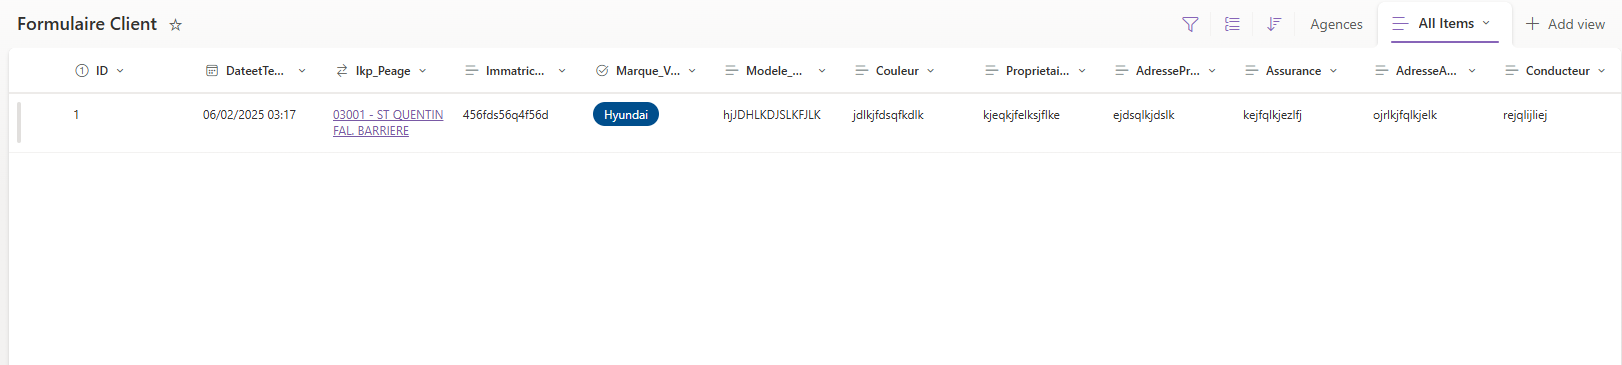 Formulaire Client
Agences
All Items
Add view
ID
DateetTe...
lkp_Peage
Immatric...
Marque_V...
Modele_...
Couleur
Proprietai...
AdressePr...
Assurance
AdresseA...
Conducteur
1
06/02/2025 03:17
03001 - ST QUENTIN
FAL. BARRIERE
456fds56q4f56d
Hyundai
hjJDHLKDJSLKFJLK
jdlkjfdsqfkdlk
kjeqkjfelksjflke
ejdsqlkjdslk
kejfqlkjezlfj
ojrlkjfqlkjelk
rejqlijliej